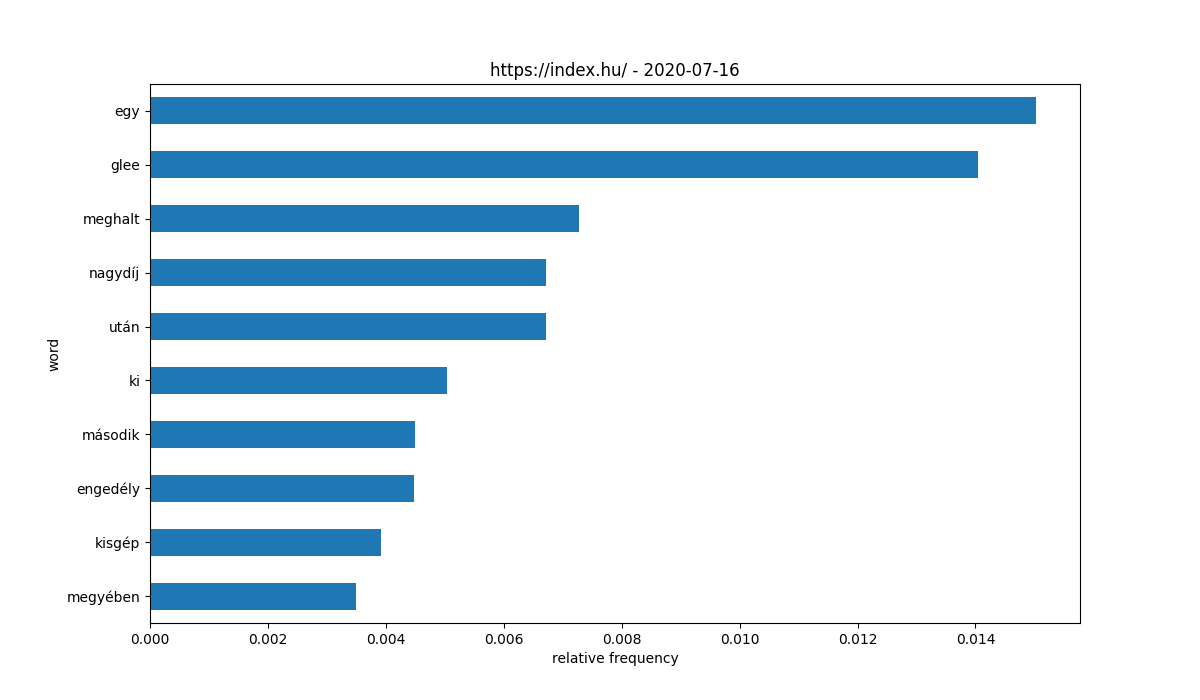 https://index.hu/ - 2020-07-16
egy
glee
meghalt
nagydíj
után
ki
második
engedély
kisgép
megyében
word
0.000 0.002 0.004 0.006 0.008 0.010 0.012 0.014
relative frequency